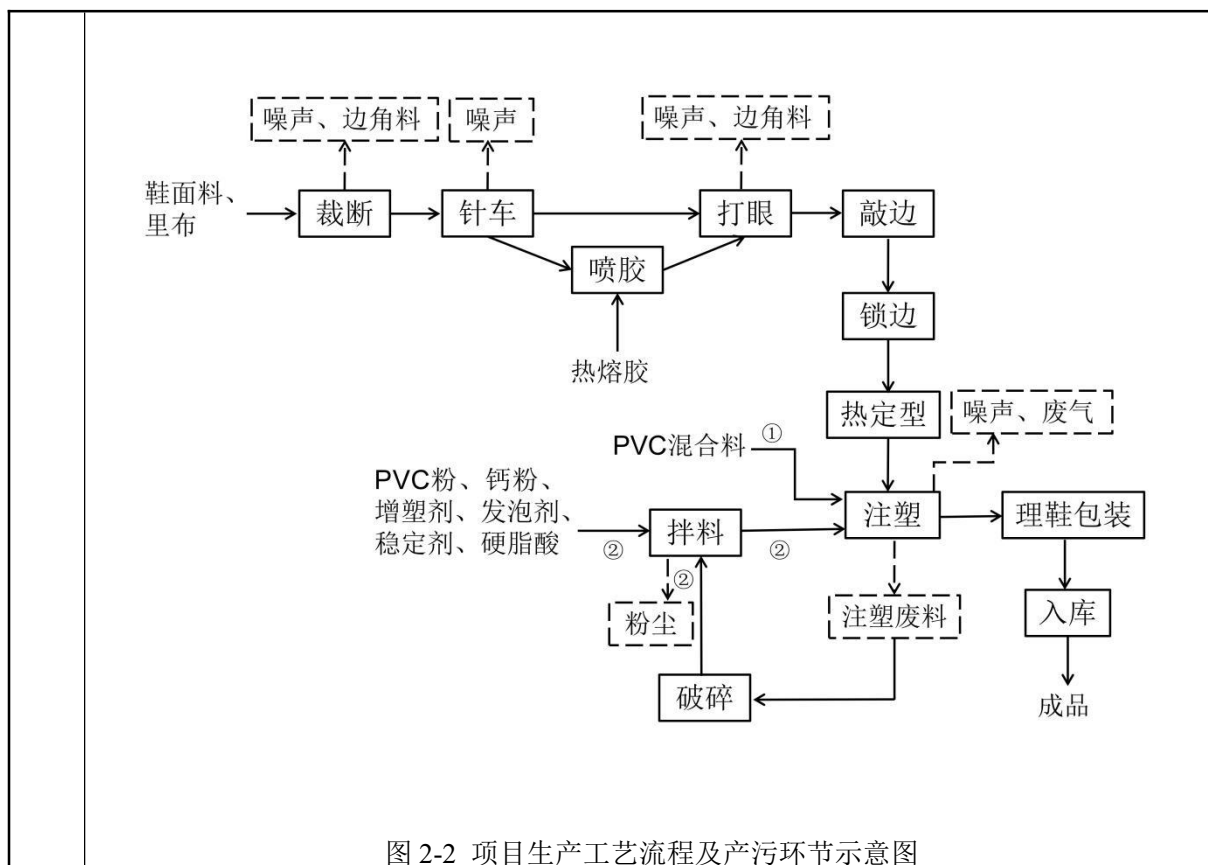 噪声、边角料
噪声
噪声、边角料
鞋面料、
里布
裁断
针车
打眼
敲边
喷胶
锁边
热熔胶
热定型
噪声、废气
PVC混合料
①
PVC粉、钙粉、
增塑剂、发泡剂、
稳定剂、硬脂酸
②
拌料
②
注塑
理鞋包装
②
粉尘
注塑废料
入库
破碎
成品
图 2-2 项目生产工艺流程及产污环节示意图